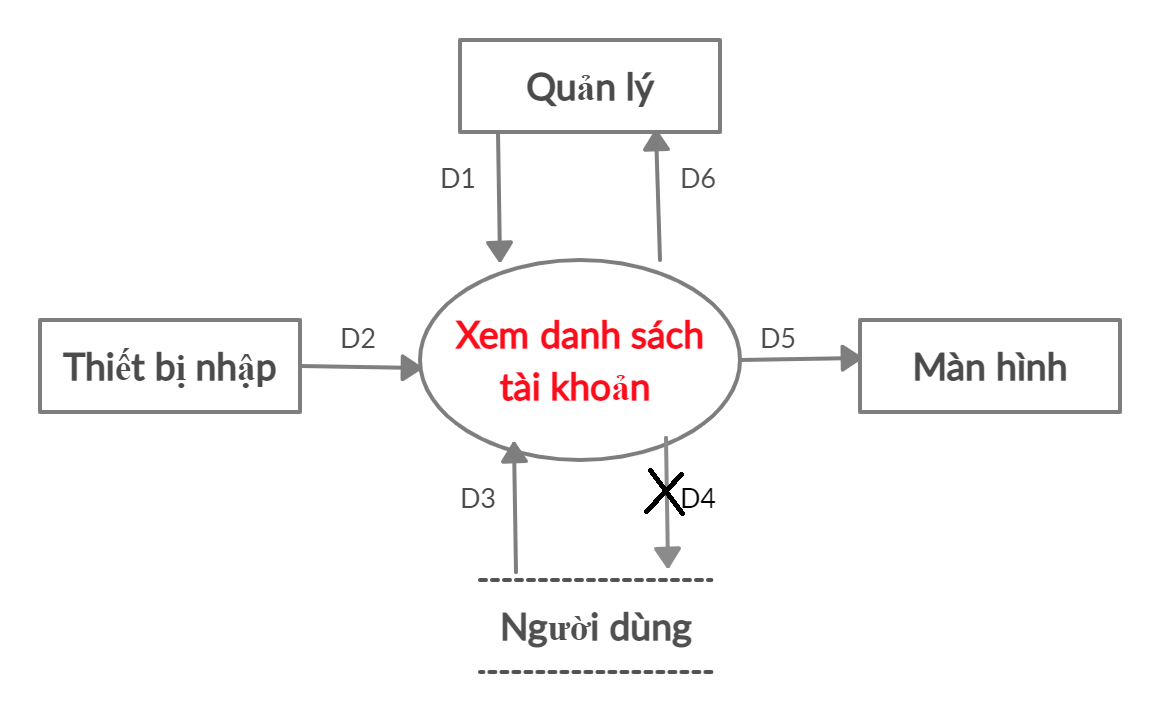 Quản lý
D1
D6
Thiết bị nhập
D2
Xem danh sách
tài khoản
D5
Màn hình
D3
D4
Người dùng